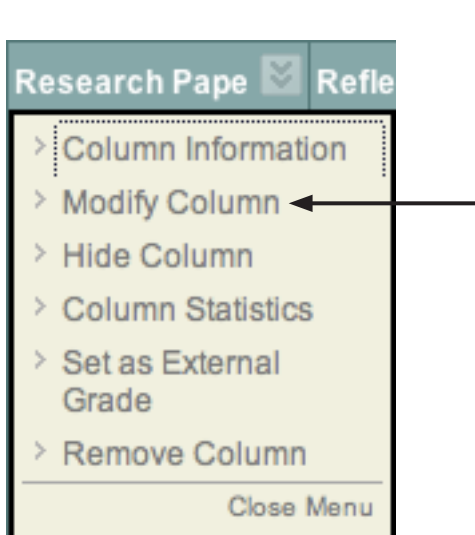 Research Pape Refle
Column Information
Modify Column
Hide Column
Column Statistics
Set as External
Grade
Remove Column
Close Menu